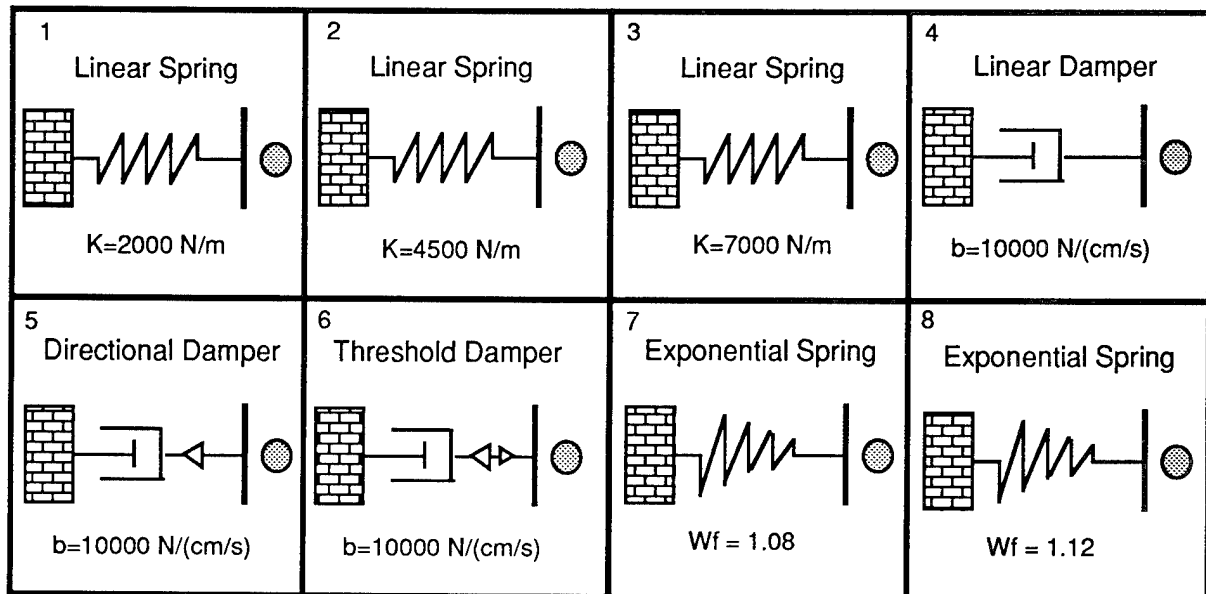 1
Linear Spring
K=2000 N/m
2
Linear Spring
K=4500 N/m
3
Linear Spring
K=7000 N/m
4
Linear Damper
b=10000 N/(cm/s)
5
Directional Damper
b=10000 N/(cm/s)
6
Threshold Damper
b=10000 N/(cm/s)
7
Exponential Spring
Wf = 1.08
8
Exponential Spring
Wf = 1.12